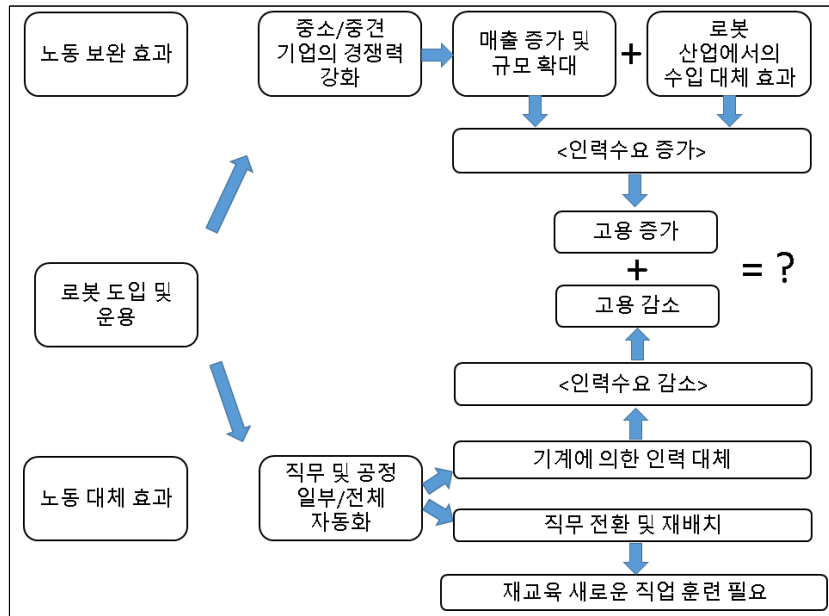 노동 보완 효과
중소/중견
기업의 경쟁력
강화
매출 증가 및
규모 확대
+
로봇
산업에서의
수입 대체 효과
<인력수요 증가>
고용 증가
+
= ?
고용 감소
로봇 도입 및
운용
<인력수요 감소>
노동 대체 효과
직무 및 공정
일부/전체
자동화
기계에 의한 인력 대체
직무 전환 및 재배치
재교육 새로운 직업 훈련 필요